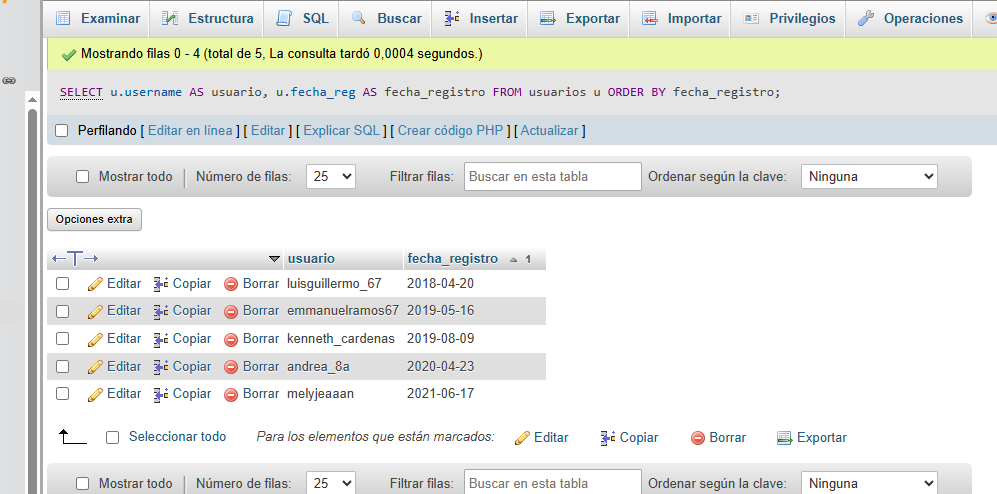 Examinar Estructura SQL Buscar Insertar Exportar Importar Privilegios Operaciones
Mostrando filas 0 - 4 (total de 5, La consulta tardó 0,0004 segundos.)
SELECT u.username AS usuario, u.fecha_reg AS fecha_registro FROM usuarios u ORDER BY fecha_registro;
Perfilando [ Editar en línea ] [ Editar ] [ Explicar SQL ] [ Crear código PHP ] [ Actualizar ]
Mostrar todo Número de filas: 25 Filtrar filas: Buscar en esta tabla Ordenar según la clave: Ninguna
Opciones extra
usuario fecha_registro 1
Editar Copiar Borrar luisguillermo_67 2018-04-20
Editar Copiar Borrar emmanuelramos67 2019-05-16
Editar Copiar Borrar kenneth_cardenas 2019-08-09
Editar Copiar Borrar andrea_8a 2020-04-23
Editar Copiar Borrar melyjeaaan 2021-06-17
Seleccionar todo Para los elementos que están marcados: Editar Copiar Borrar Exportar
Mostrar todo Número de filas: 25 Filtrar filas: Buscar en esta tabla Ordenar según la clave: Ninguna